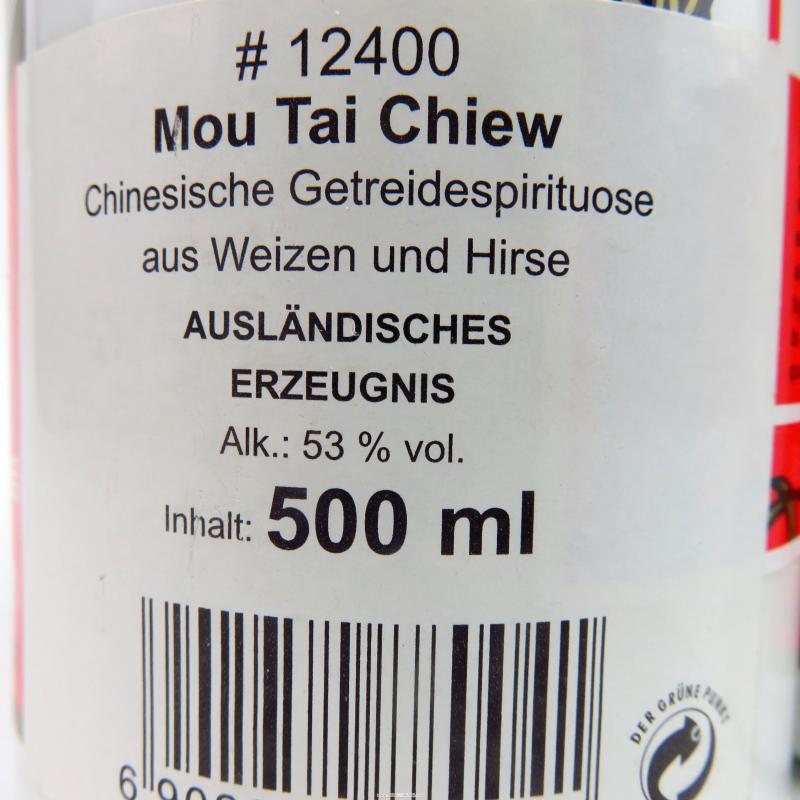 # 12400
Mou Tai Chiew
Chinesische Getreidespirituose
aus Weizen und Hirse
AUSLÄNDISCHES
ERZEUGNIS
Alk.: 53 % vol.
Inhalt: 500 ml
DER GRÜNE PUNKT